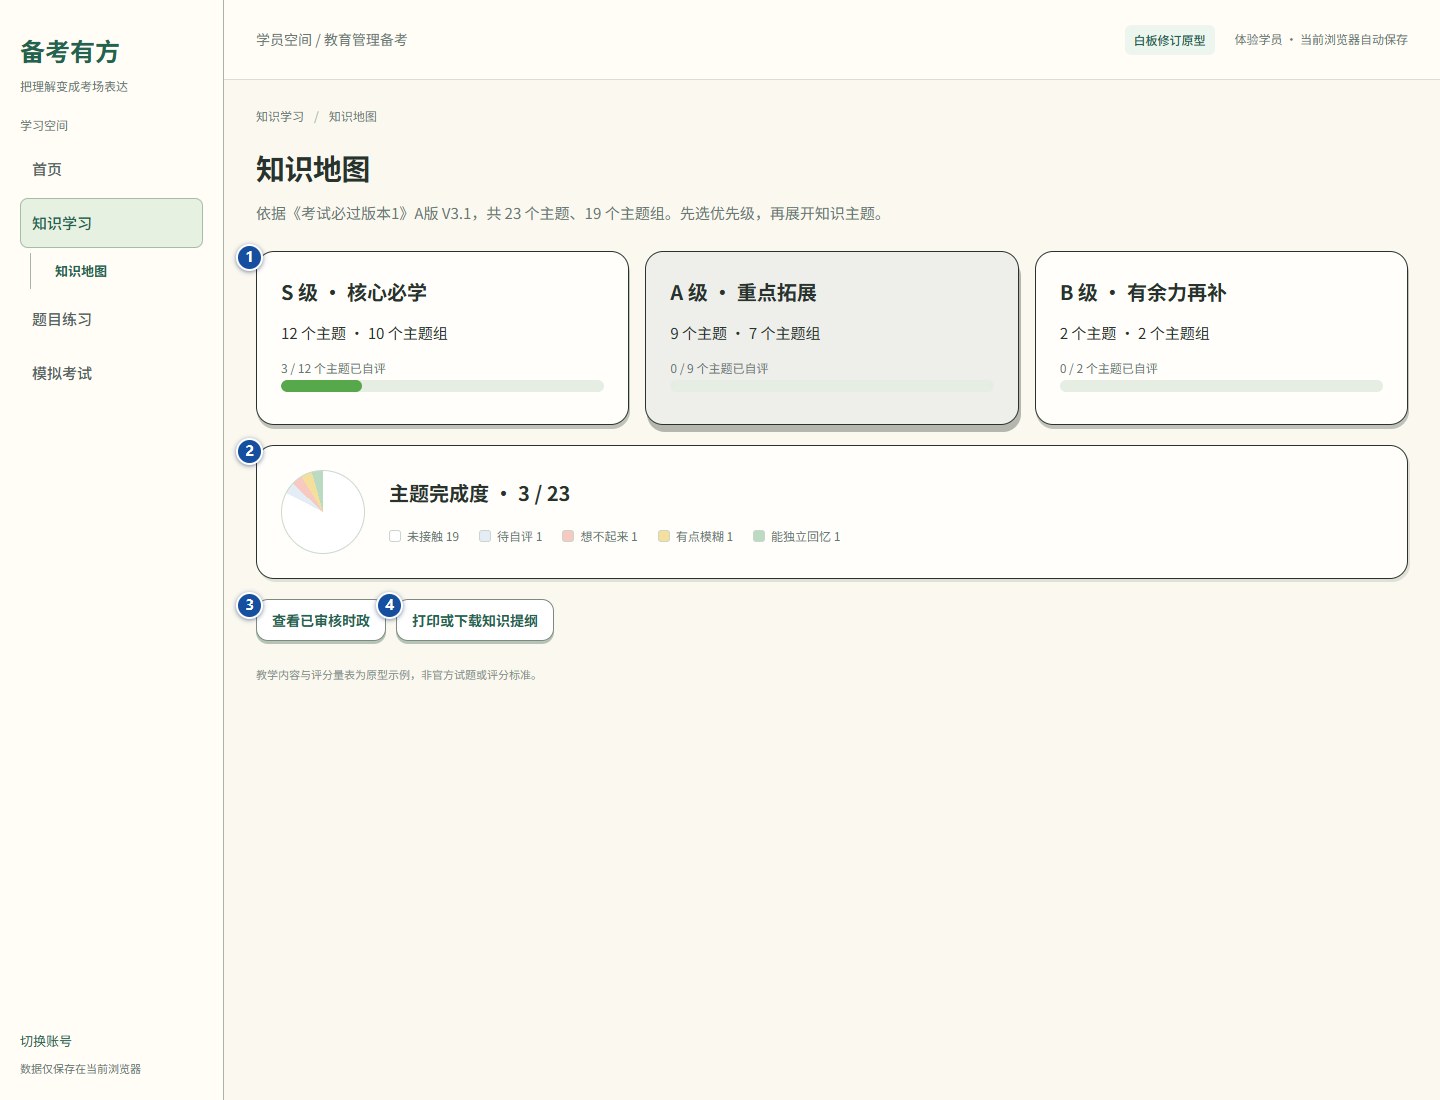 备考有方
把理解变成考场表达
学习空间
首页
知识学习
知识地图
题目练习
模拟考试
切换账号
数据仅保存在当前浏览器
学员空间 / 教育管理备考
白板修订原型
体验学员 · 当前浏览器自动保存
知识学习 / 知识地图
知识地图
依据《考试必过版本1》A版 V3.1，共 23 个主题、19 个主题组。先选优先级，再展开知识主题。
1
S 级 · 核心必学
12 个主题 · 10 个主题组
3 / 12 个主题已自评
A 级 · 重点拓展
9 个主题 · 7 个主题组
0 / 9 个主题已自评
B 级 · 有余力再补
2 个主题 · 2 个主题组
0 / 2 个主题已自评
2
主题完成度 · 3 / 23
未接触 19 待自评 1 想不起来 1 有点模糊 1 能独立回忆 1
3
查看已审核时政
4
打印或下载知识提纲
教学内容与评分量表为原型示例，非官方试题或评分标准。